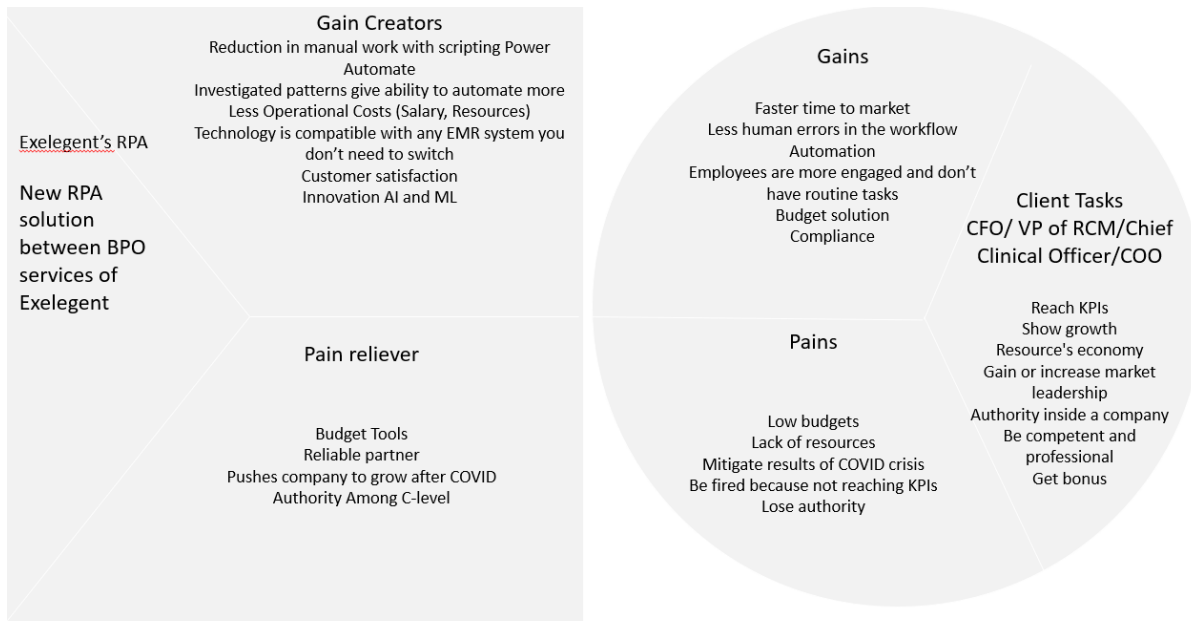 Exelegent's RPA
New RPA
solution
between BPO
services of
Exelegent
Gain Creators
Reduction in manual work with scripting Power
Automate
Investigated patterns give ability to automate more
Less Operational Costs (Salary, Resources)
Technology is compatible with any EMR system you
don't need to switch
Customer satisfaction
Innovation AI and ML
Pain reliever
Budget Tools
Reliable partner
Pushes company to grow after COVID
Authority Among C-level
Gains
Faster time to market
Less human errors in the workflow
Automation
Employees are more engaged and don't
have routine tasks
Budget solution
Compliance
Pains
Low budgets
Lack of resources
Mitigate results of COVID crisis
Be fired because not reaching KPIs
Lose authority
Client Tasks
CFO/ VP of RCM/Chief
Clinical Officer/COO
Reach KPIs
Show growth
Resource's economy
Gain or increase market
leadership
Authority inside a company
Be competent and
professional
Get bonus